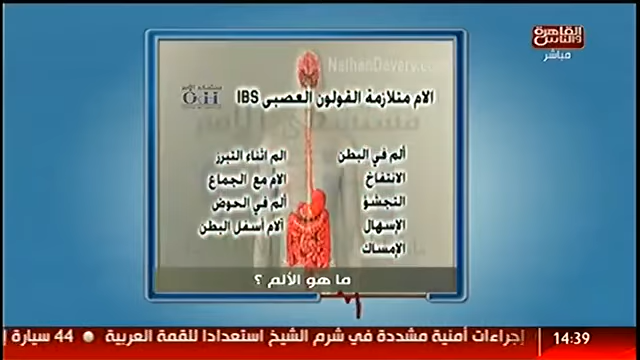 القاهرة
والناس
مباشر
NathanDevery.com
OH
الام متلازمة القولون العصبى IBS
ألم في البطن
الانتفاخ
التجشؤ
الإسهال
الإمساك
الم اثناء التبرز
الام مع الجماع
ألم في الحوض
آلام أسفل البطن
ما هو الألم ؟
إجراءات أمنية مشددة في شرم الشيخ استعدادا للقمة العربية
44 سيارة إ
14:39